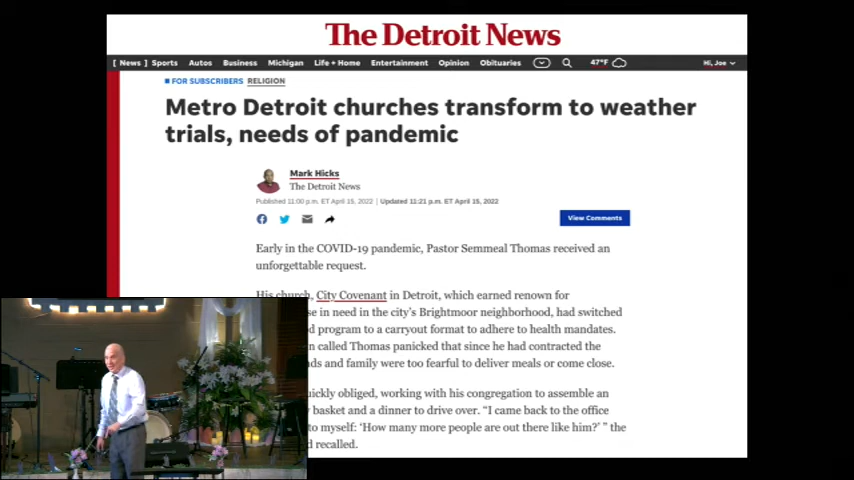 The Detroit News
[ News ] Sports Autos Business Michigan Life + Home Entertainment Opinion Obituaries 47°F Hi, Joe
FOR SUBSCRIBERS RELIGION
Metro Detroit churches transform to weather
trials, needs of pandemic
Mark Hicks
The Detroit News
Published 11:00 p.m. ET April 15, 2022 | Updated 11:21 p.m. ET April 15, 2022
View Comments
Early in the COVID-19 pandemic, Pastor Semmeal Thomas received an
unforgettable request.
His church, City Covenant in Detroit, which earned renown for
se in need in the city's Brightmoor neighborhood, had switched
d program to a carryout format to adhere to health mandates.
n called Thomas panicked that since he had contracted the
ds and family were too fearful to deliver meals or come close.
uickly obliged, working with his congregation to assemble an
basket and a dinner to drive over. “I came back to the office
to myself: ‘How many more people are out there like him?’ ” the
d recalled.